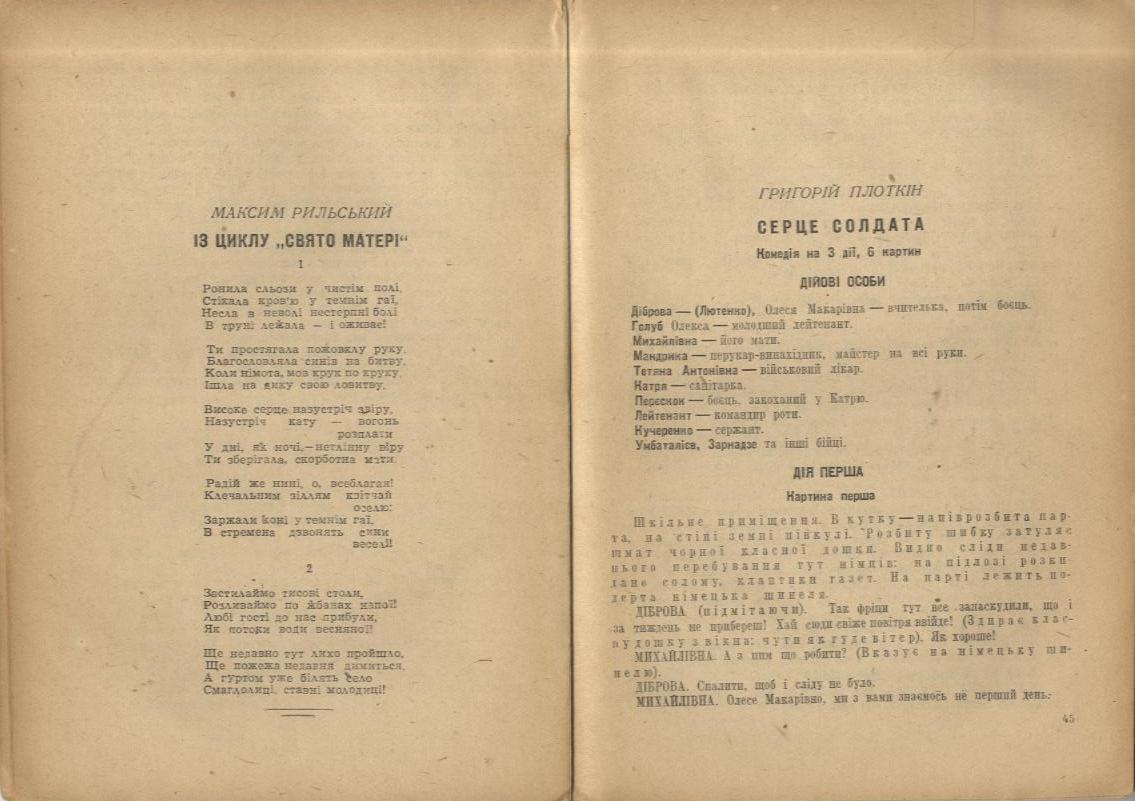 МАКСИМ РИЛЬСЬКИЙ
ІЗ ЦИКЛУ „СВЯТО МАТЕРІ“
1
Ронила сльози у чистім полі,
Стікала кров'ю у темнім гаї,
Несла в неволі нестерпні болі
В труні лежала — і оживає!
Ти простягала пожовклу руку,
Благословляла синів на битву,
Коли німота, мов крук по круку,
Ішла на дику свою ловитву.
Високе серце назустріч звіру,
Назустріч кату — вогонь
розплати
У дні, як ночі,—нетлінну віру
Ти зберігала, скорботна мати.
Радій же нині, о, всеблагая!
Клечальним зіллям квітчай
оселю:
Заржали коні у темнім гаї,
В стремена дзвонять сини
веселі!
2
Застилаймо тисові столи,
Розливаймо по жбанах напої!
Любі гості до нас прибули,
Як потоки води весняної!
Ще недавно тут лихо пройшло,
Ще пожежа недавня димиться,
А гуртом уже білять село
Смаглолиці, ставні молодиці!
ГРИГОРІЙ ПЛОТКІН
СЕРЦЕ СОЛДАТА
Комедія на 3 дії, 6 картин
ДІЙОВІ ОСОБИ
Діброва — (Лютенко), Олеся Макарівна — вчителька, потім боєць.
Голуб Олекса — молодший лейтенант.
Михайлівна — його мати.
Мандрика — перукар-винахідник, майстер на всі руки.
Тетяна Антонівна — військовий лікар.
Катря — санітарка.
Перескок — боєць, закоханий у Катрю.
Лейтенант — командир роти.
Кучеренко — сержант.
Умбаталієв, Зарнадзе та інші бійці.
ДІЯ ПЕРША
Картина перша
Шкільне приміщення. В кутку — напіврозбита пар-
та, на стіні земні півкулі. Розбиту шибку затуляє
шмат чорної класної дошки. Видно сліди недав-
нього перебування тут німців: на підлозі розки-
дано солому, клаптики газет. На парті лежить по-
дерта німецька шинеля.
ДІБРОВА (підмітаючи). Так фріци тут все запаскудили, що і
за тиждень не прибереш! Хай сюди свіже повітря ввійде! (Здирає клас-
ну дошку з вікна: чути як гуде вітер). Як хороше!
МИХАЙЛІВНА. А з цим що робити? (Вказує на німецьку ши-
нелю).
ДІБРОВА. Спалити, щоб і сліду не було.
МИХАЙЛІВНА. Олесе Макарівно, ми з вами знаємось не перший день.
45